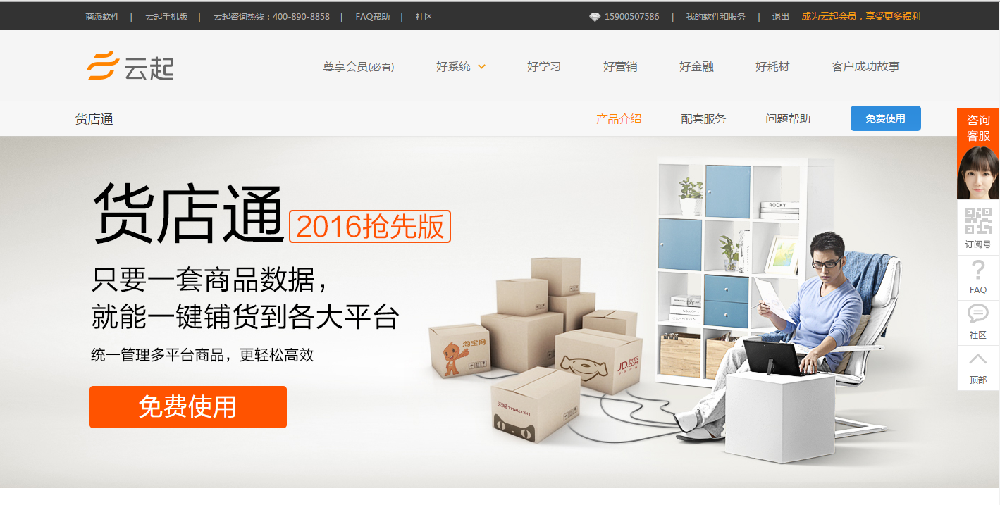 商派软件 | 云起手机版 | 云起咨询热线：400-890-8858 | FAQ帮助 | 社区
15900507586 | 我的软件和服务 | 退出 成为云起会员，享受更多福利
云起
尊享会员(必看) 好系统 好学习 好营销 好金融 好耗材 客户成功故事
货店通
产品介绍 配套服务 问题帮助 免费使用
咨询
客服
订阅号
FAQ
社区
顶部
货店通 2016抢先版
只要一套商品数据，
就能一键铺货到各大平台
统一管理多平台商品，更轻松高效
免费使用
淘宝网
JD.京东
.COM
天猫 TMALL.COM
ROCKY